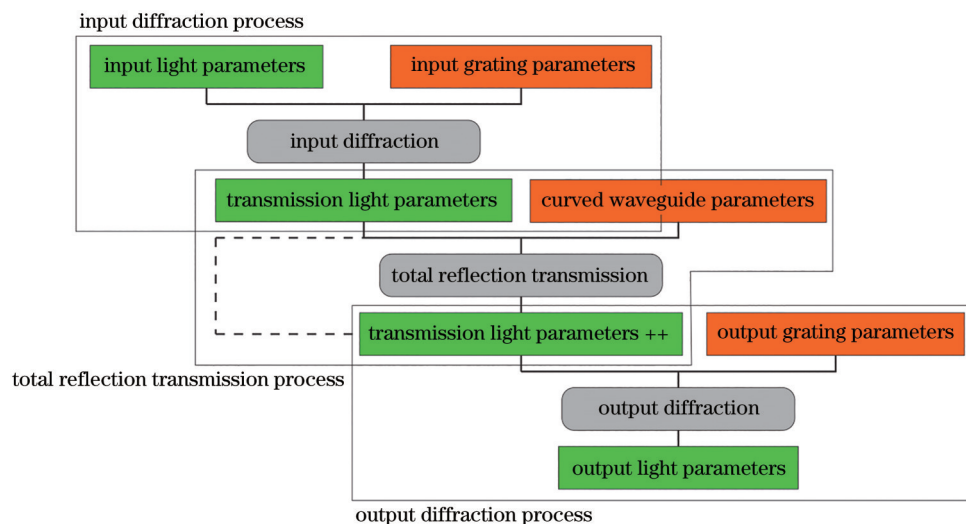 input diffraction process
input light parameters
input grating parameters
input diffraction
transmission light parameters
curved waveguide parameters
total reflection transmission
transmission light parameters ++
output grating parameters
total reflection transmission process
output diffraction
output light parameters
output diffraction process